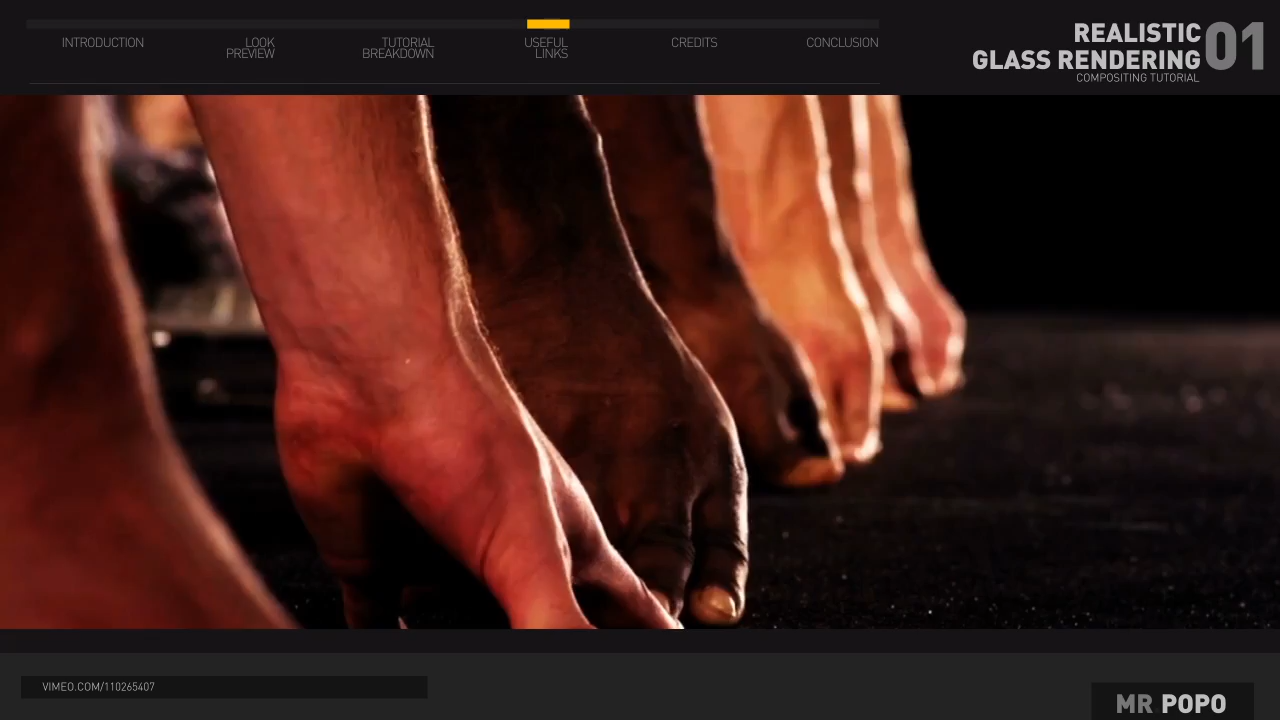 INTRODUCTION
LOOK
PREVIEW
TUTORIAL
BREAKDOWN
USEFUL
LINKS
CREDITS
CONCLUSION
REALISTIC
GLASS RENDERING
01
COMPOSITING TUTORIAL
VIMEO.COM/110265407
MR POPO